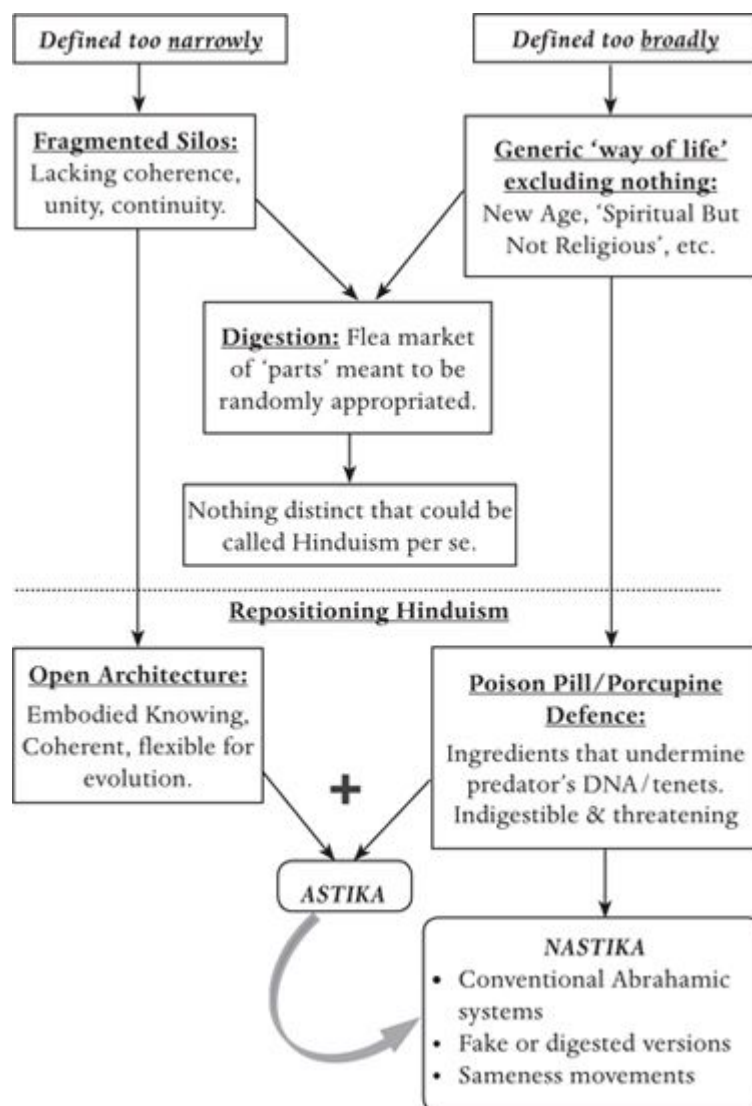 Defined too narrowly
Defined too broadly
Fragmented Silos:
Lacking coherence,
unity, continuity.
Generic ‘way of life’
excluding nothing:
New Age, ‘Spiritual But
Not Religious’, etc.
Digestion: Flea market
of ‘parts’ meant to be
randomly appropriated.
Nothing distinct that could be
called Hinduism per se.
Repositioning Hinduism
Open Architecture:
Embodied Knowing,
Coherent, flexible for
evolution.
Poison Pill/Porcupine
Defence:
Ingredients that undermine
predator’s DNA/tenets.
Indigestible & threatening
+
ASTIKA
NASTIKA
• Conventional Abrahamic
systems
• Fake or digested versions
• Sameness movements